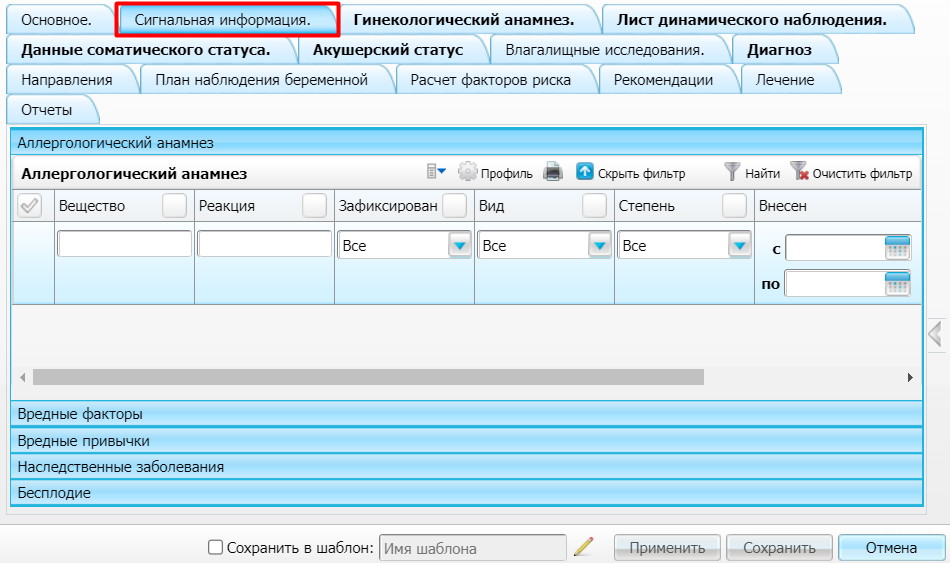 Основное. Сигнальная информация. Гинекологический анамнез. Лист динамического наблюдения.
Данные соматического статуса. Акушерский статус Влагалищные исследования. Диагноз
Направления План наблюдения беременной Расчет факторов риска Рекомендации Лечение
Отчеты
Аллергологический анамнез
Аллергологический анамнез Профиль Скрыть фильтр Найти Очистить фильтр
Вещество Реакция Зафиксирован Вид Степень Внесен
Все Все Все с
по
Вредные факторы
Вредные привычки
Наследственные заболевания
Бесплодие
Сохранить в шаблон: Имя шаблона Применить Сохранить Отмена